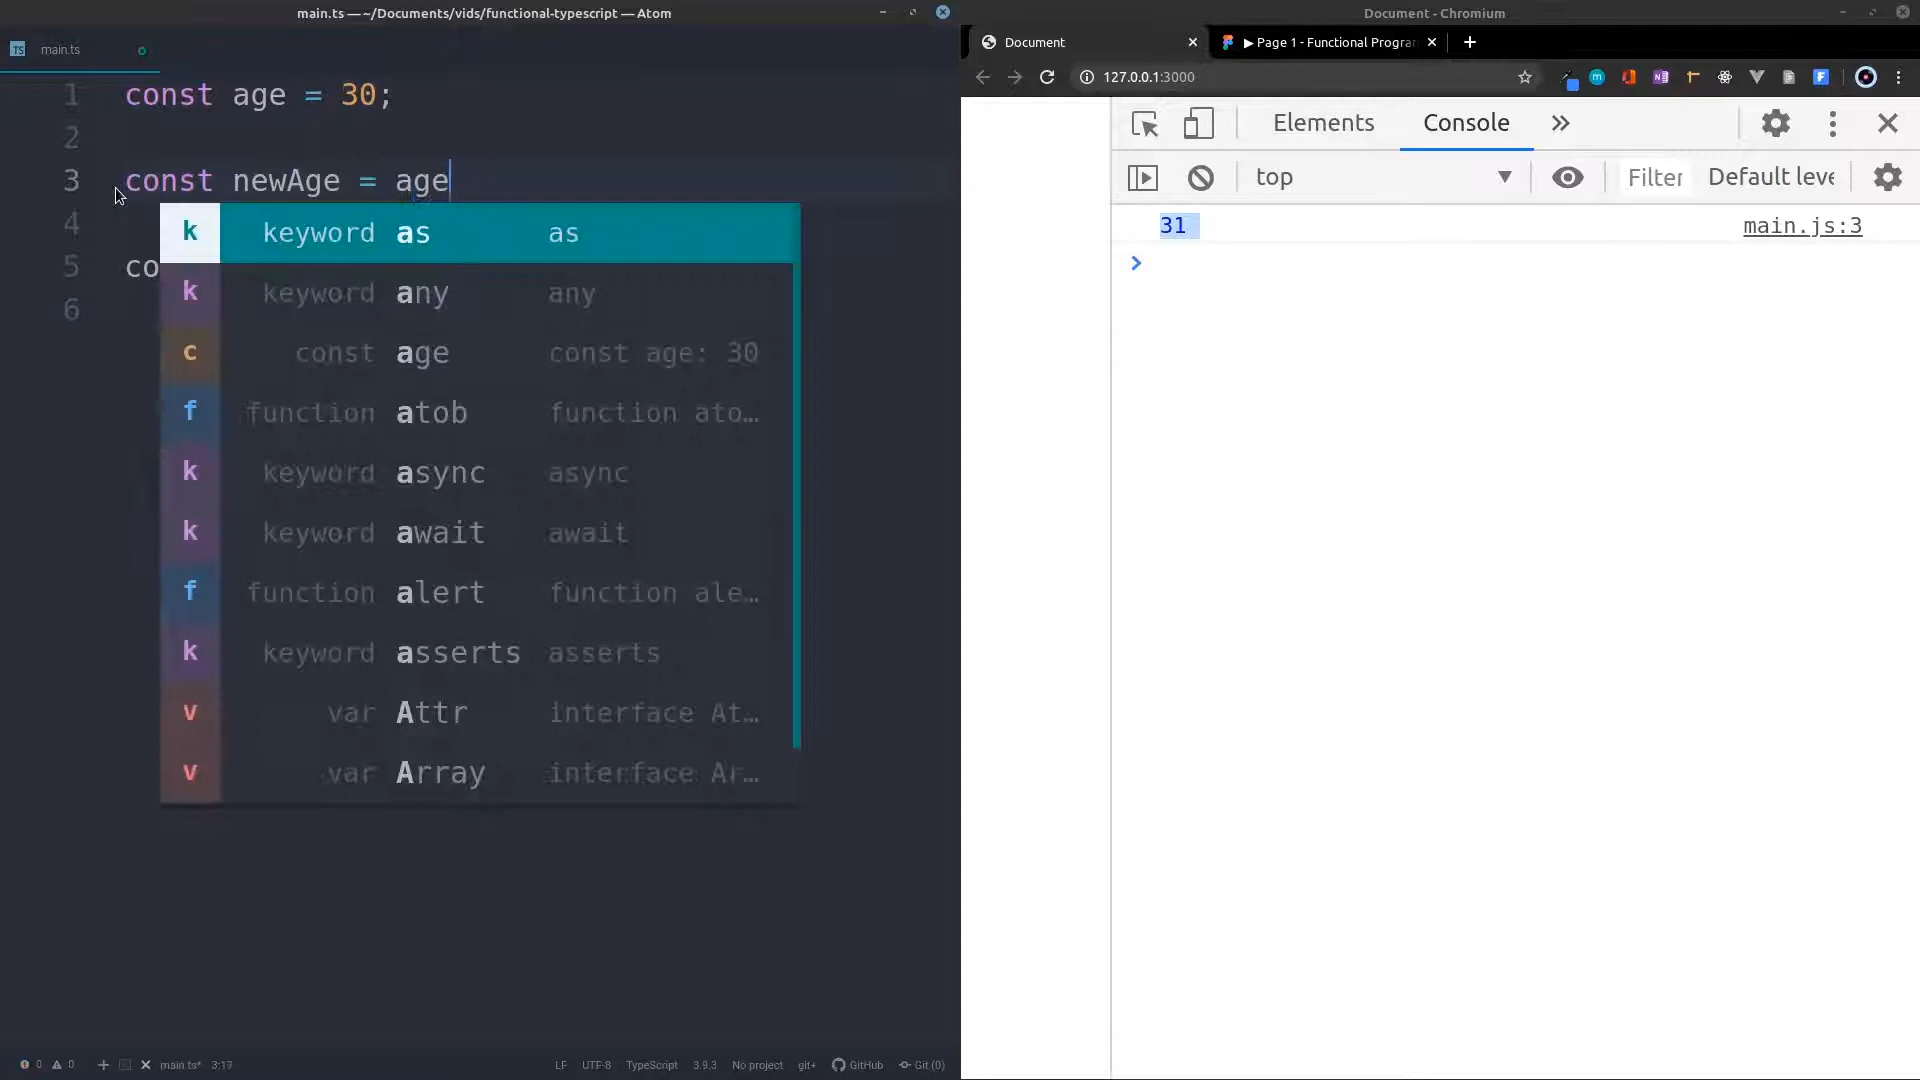 main.ts — ~/Documents/vids/functional-typescript — Atom
main.ts
1 const age = 30;
2
3 const newAge = age
4
5 co
6
k keyword as as
k keyword any any
c const age const age: 30
f function atob function ato…
k keyword async async
k keyword await await
f function alert function ale…
k keyword asserts asserts
v var Attr interface At…
v var Array interface Ar…
0 0 main.ts* 3:17 LF UTF-8 TypeScript 3.9.3 No project git+ GitHub Git (0)
Document - Chromium
Document ▶ Page 1 - Functional Progra
127.0.0.1:3000
Elements Console
top Filter Default leve
31 main.js:3